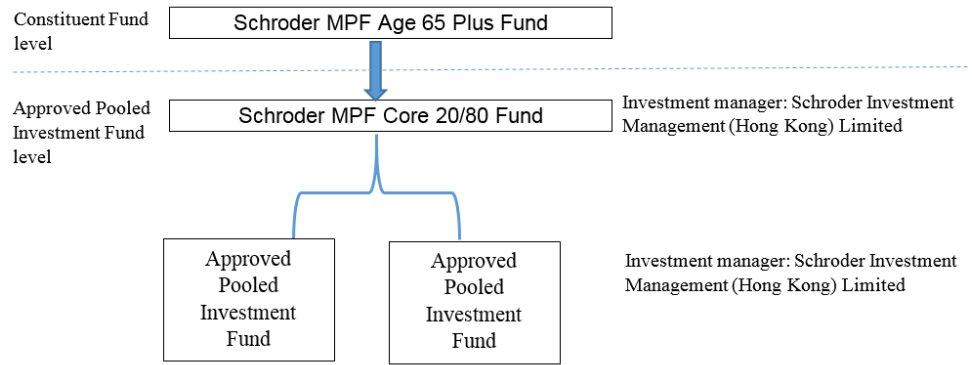 Constituent Fund
level
Schroder MPF Age 65 Plus Fund
Approved Pooled
Investment Fund
level
Schroder MPF Core 20/80 Fund
Investment manager: Schroder Investment
Management (Hong Kong) Limited
Approved
Pooled
Investment
Fund
Approved
Pooled
Investment
Fund
Investment manager: Schroder Investment
Management (Hong Kong) Limited